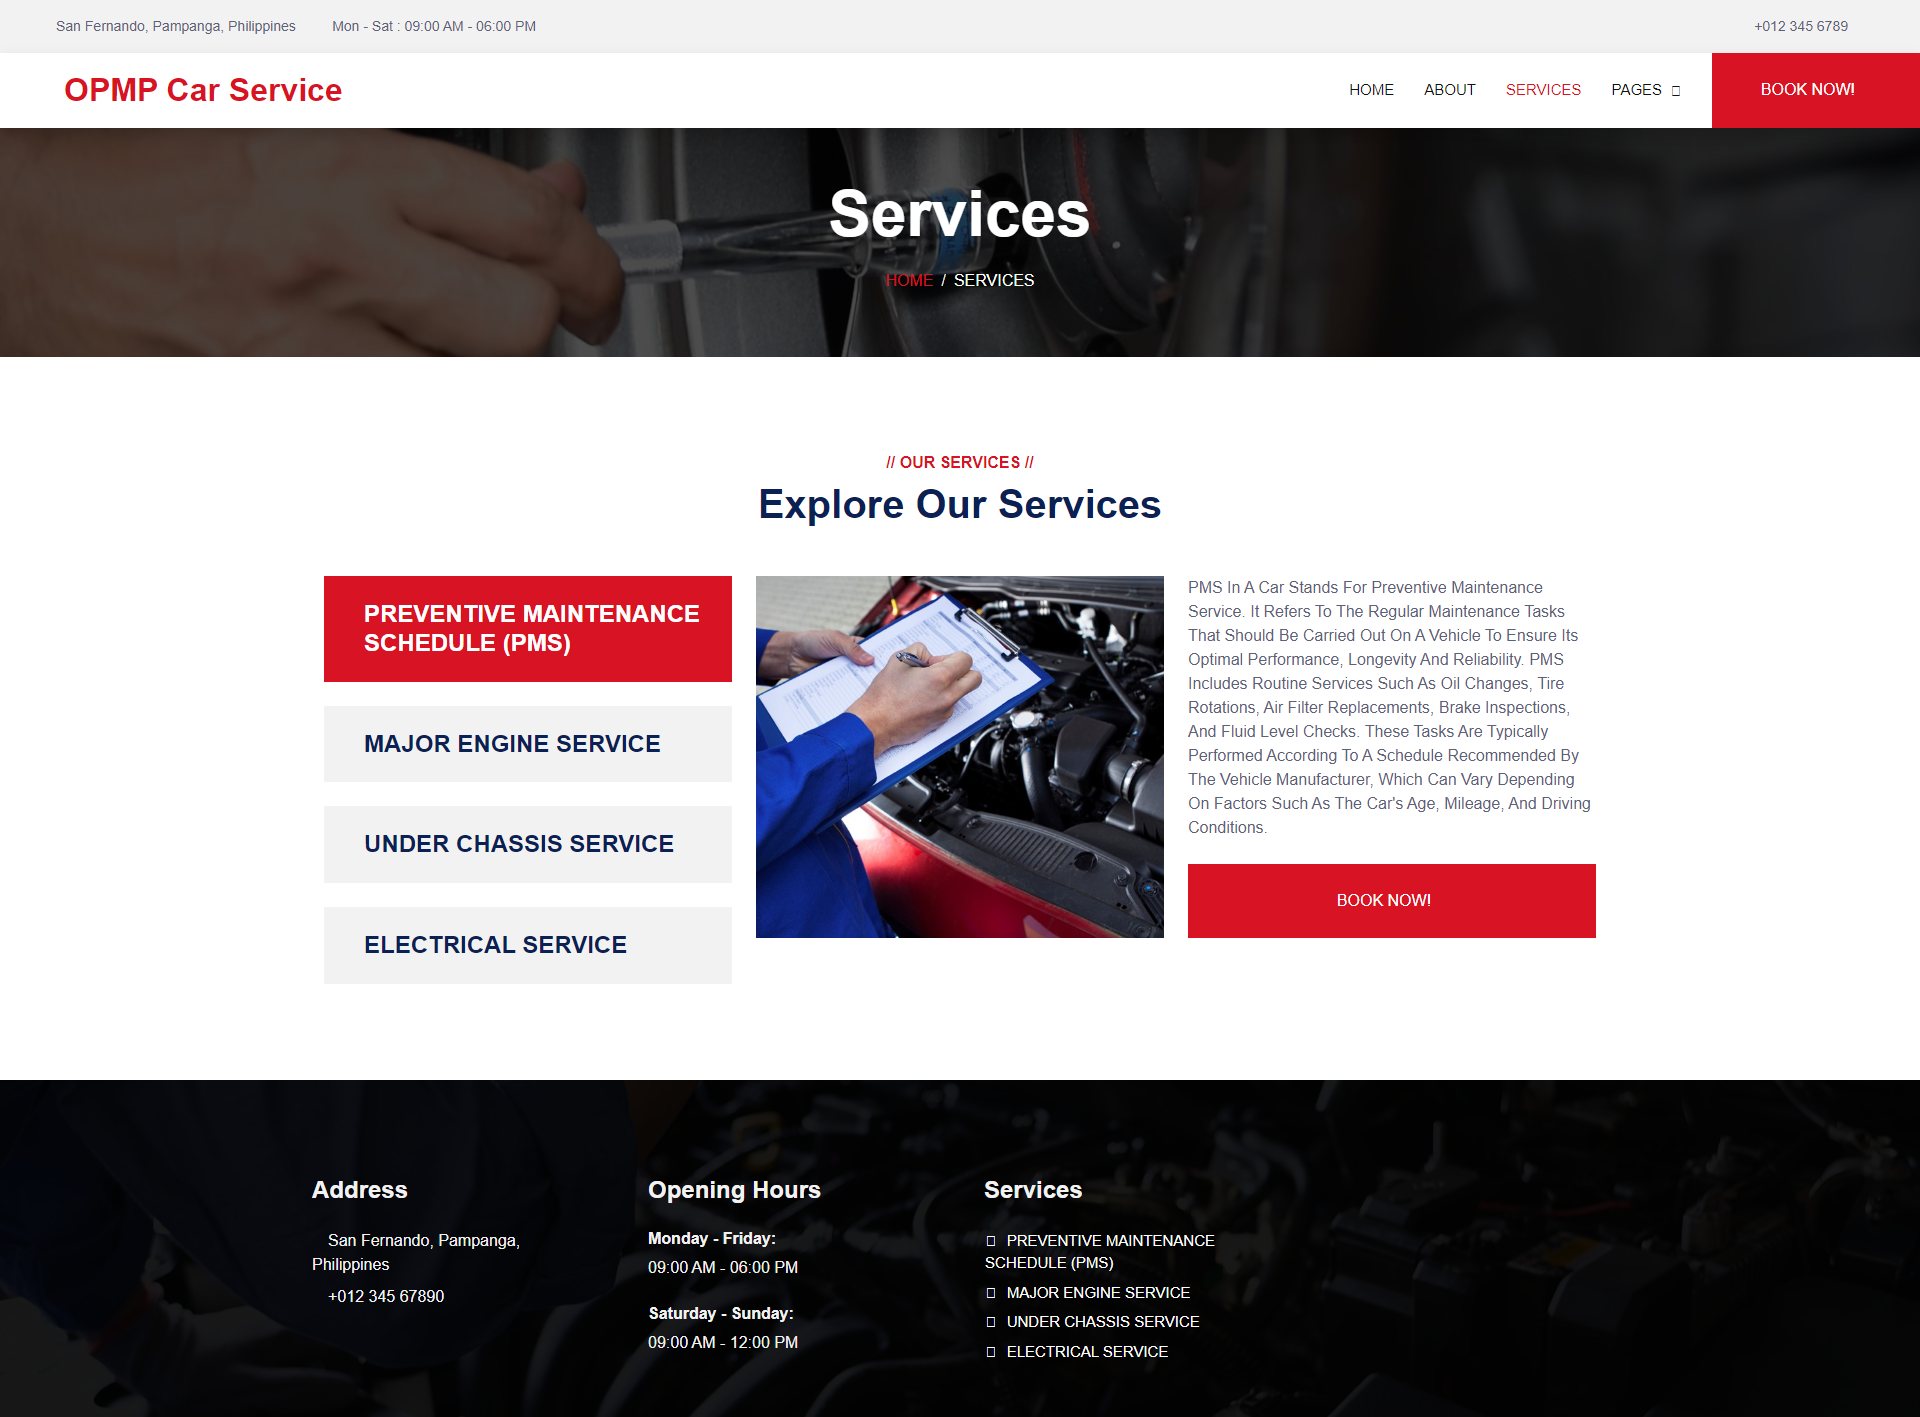 San Fernando, Pampanga, Philippines
Mon - Sat : 09:00 AM - 06:00 PM
+012 345 6789
OPMP Car Service
HOME
ABOUT
SERVICES
PAGES
BOOK NOW!
Services
HOME / SERVICES
// OUR SERVICES //
Explore Our Services
PREVENTIVE MAINTENANCE
SCHEDULE (PMS)
MAJOR ENGINE SERVICE
UNDER CHASSIS SERVICE
ELECTRICAL SERVICE
PMS In A Car Stands For Preventive Maintenance
Service. It Refers To The Regular Maintenance Tasks
That Should Be Carried Out On A Vehicle To Ensure Its
Optimal Performance, Longevity And Reliability. PMS
Includes Routine Services Such As Oil Changes, Tire
Rotations, Air Filter Replacements, Brake Inspections,
And Fluid Level Checks. These Tasks Are Typically
Performed According To A Schedule Recommended By
The Vehicle Manufacturer, Which Can Vary Depending
On Factors Such As The Car's Age, Mileage, And Driving
Conditions.
BOOK NOW!
Address
San Fernando, Pampanga,
Philippines
+012 345 67890
Opening Hours
Monday - Friday:
09:00 AM - 06:00 PM
Saturday - Sunday:
09:00 AM - 12:00 PM
Services
PREVENTIVE MAINTENANCE
SCHEDULE (PMS)
MAJOR ENGINE SERVICE
UNDER CHASSIS SERVICE
ELECTRICAL SERVICE